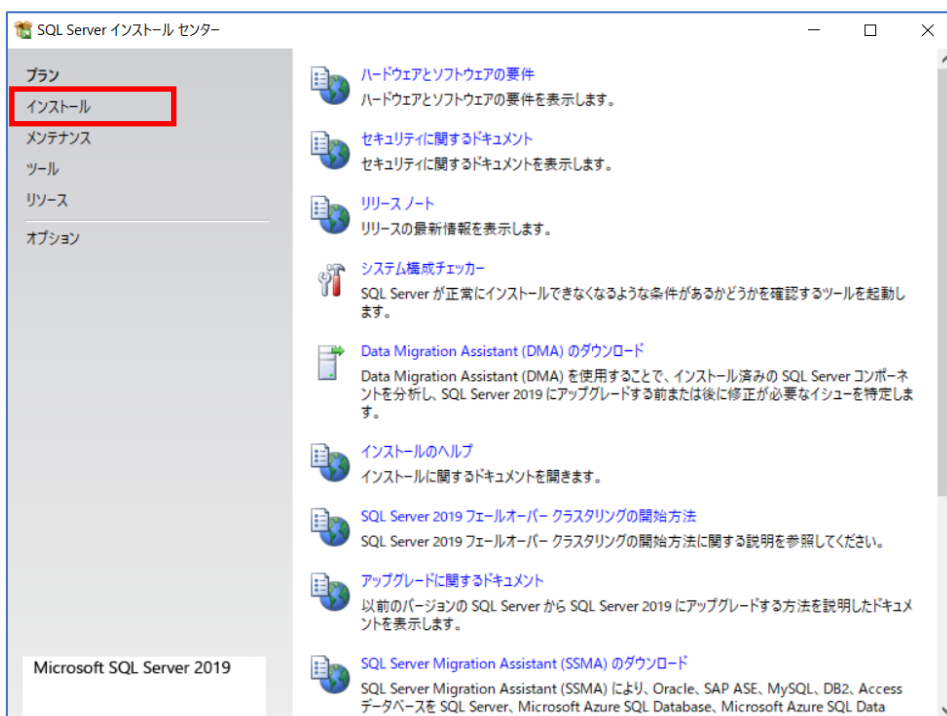 SQL Server インストール センター
プラン
インストール
メンテナンス
ツール
リソース
オプション
Microsoft SQL Server 2019
ハードウェアとソフトウェアの要件
ハードウェアとソフトウェアの要件を表示します。
セキュリティに関するドキュメント
セキュリティに関するドキュメントを表示します。
リリース ノート
リリースの最新情報を表示します。
システム構成チェッカー
SQL Server が正常にインストールできなくなるような条件があるかどうかを確認するツールを起動し
ます。
Data Migration Assistant (DMA) のダウンロード
Data Migration Assistant (DMA) を使用することで、インストール済みの SQL Server コンポーネ
ントを分析し、SQL Server 2019 にアップグレードする前または後に修正が必要なイシューを特定しま
す。
インストールのヘルプ
インストールに関するドキュメントを開きます。
SQL Server 2019 フェールオーバー クラスタリングの開始方法
SQL Server 2019 フェールオーバー クラスタリングの開始方法に関する説明を参照してください。
アップグレードに関するドキュメント
以前のバージョンの SQL Server から SQL Server 2019 にアップグレードする方法を説明したドキュメ
ントを表示します。
SQL Server Migration Assistant (SSMA) のダウンロード
SQL Server Migration Assistant (SSMA) により、Oracle、SAP ASE、MySQL、DB2、Access
データベースを SQL Server、Microsoft Azure SQL Database、Microsoft Azure SQL Data